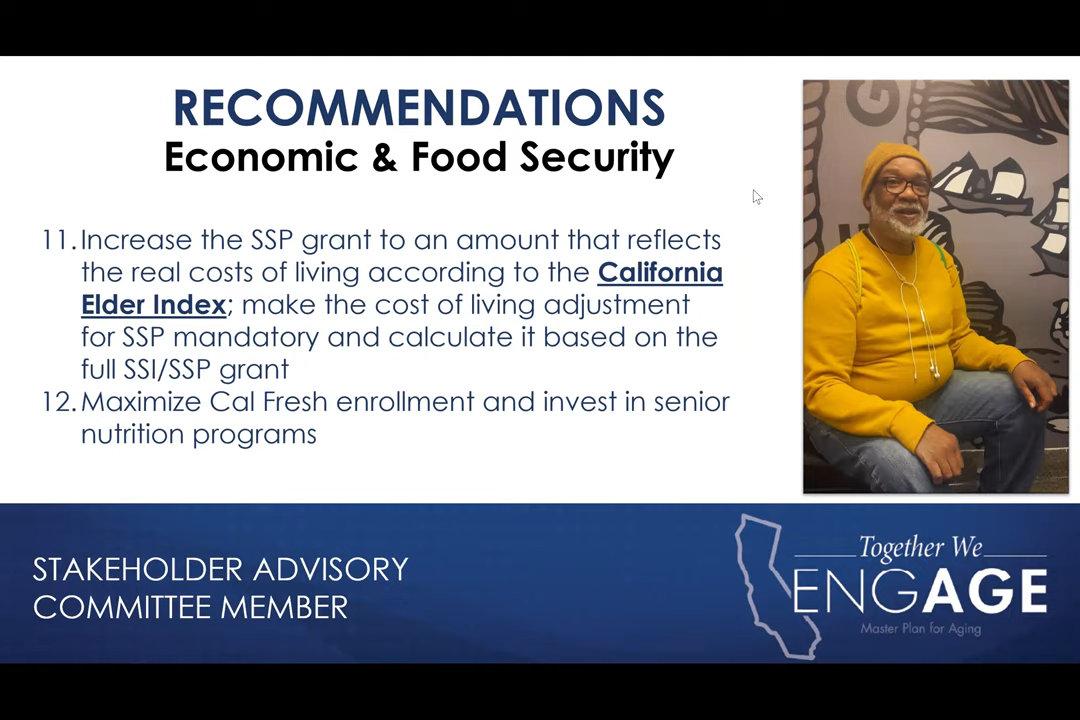 RECOMMENDATIONS
Economic & Food Security
11. Increase the SSP grant to an amount that reflects
the real costs of living according to the California
Elder Index; make the cost of living adjustment
for SSP mandatory and calculate it based on the
full SSI/SSP grant
12. Maximize Cal Fresh enrollment and invest in senior
nutrition programs
STAKEHOLDER ADVISORY
COMMITTEE MEMBER
Together We
ENGAGE
Master Plan for Aging